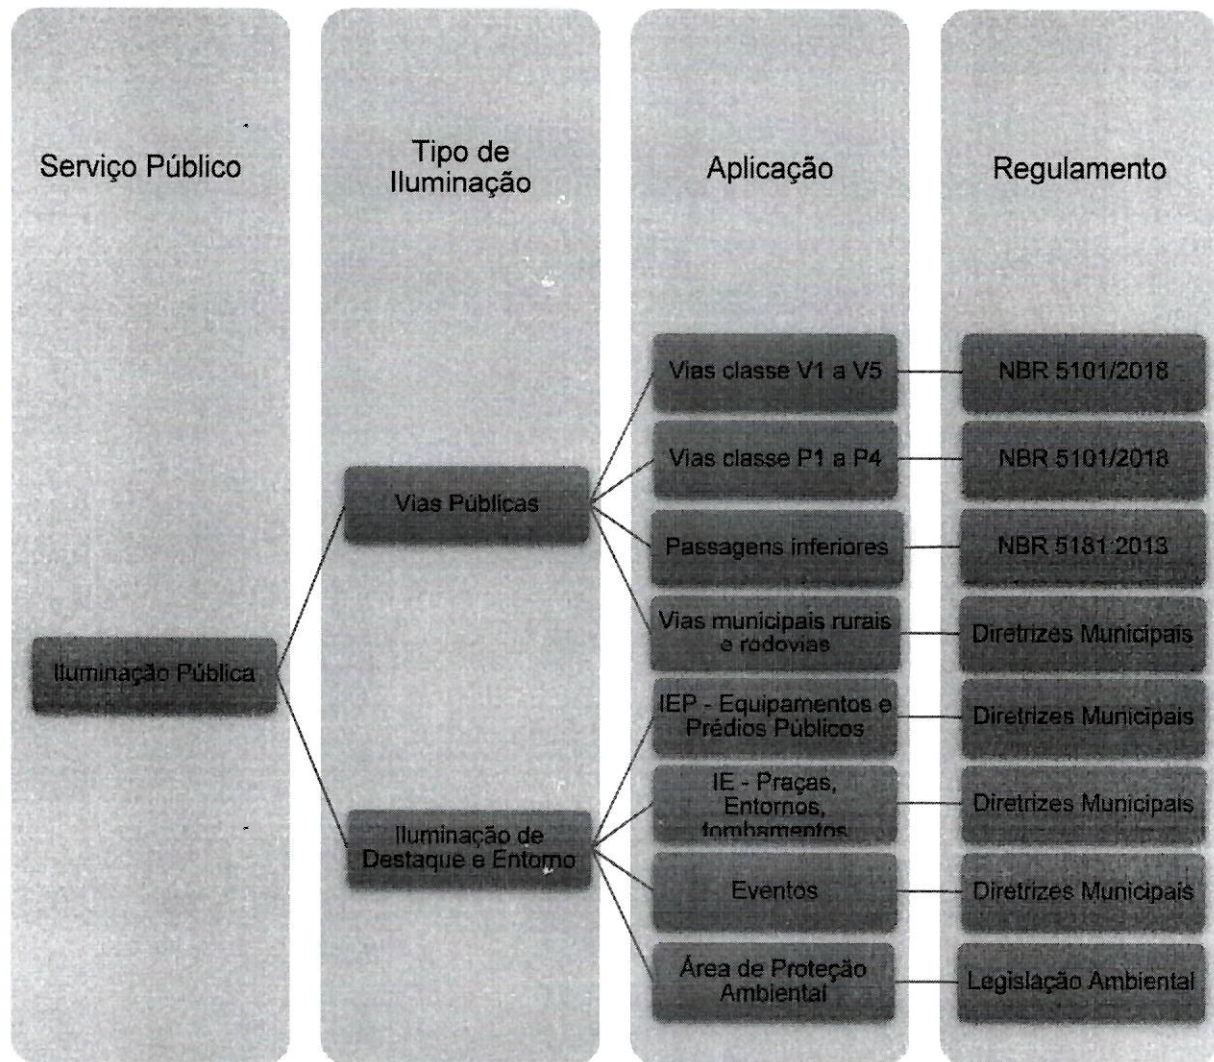 Serviço Público
Tipo de
Iluminação
Aplicação
Regulamento
Vias classe V1 a V5
NBR 5101/2018
Vias classe P1 a P4
NBR 5101/2018
Vias Públicas
Passagens inferiores
NBR 5181:2013
Vias municipais rurais
e rodovias
Diretrizes Municipais
Iluminação Pública
IEP - Equipamentos e
Prédios Públicos
Diretrizes Municipais
IE - Praças,
Entornos,
tombamentos
Diretrizes Municipais
Iluminação de
Destaque e Entorno
Eventos
Diretrizes Municipais
Área de Proteção
Ambiental
Legislação Ambiental